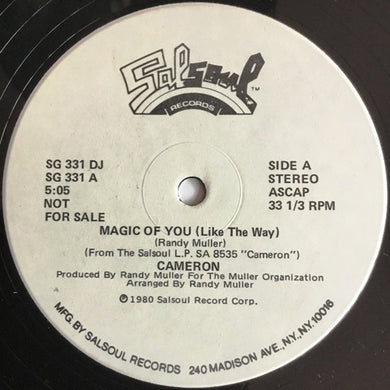 Salsoul TM
RECORDS
SG 331 DJ
SG 331 A
5:05
NOT
FOR SALE
SIDE A
STEREO
ASCAP
33 1/3 RPM
MAGIC OF YOU (Like The Way)
(Randy Muller)
(From The Salsoul L.P. SA 8535 "Cameron")
CAMERON
Produced By Randy Muller For The Muller Organization
Arranged By Randy Muller
℗1980 Salsoul Record Corp.
MFG. BY SALSOUL RECORDS 240 MADISON AVE., NY., NY. 10016